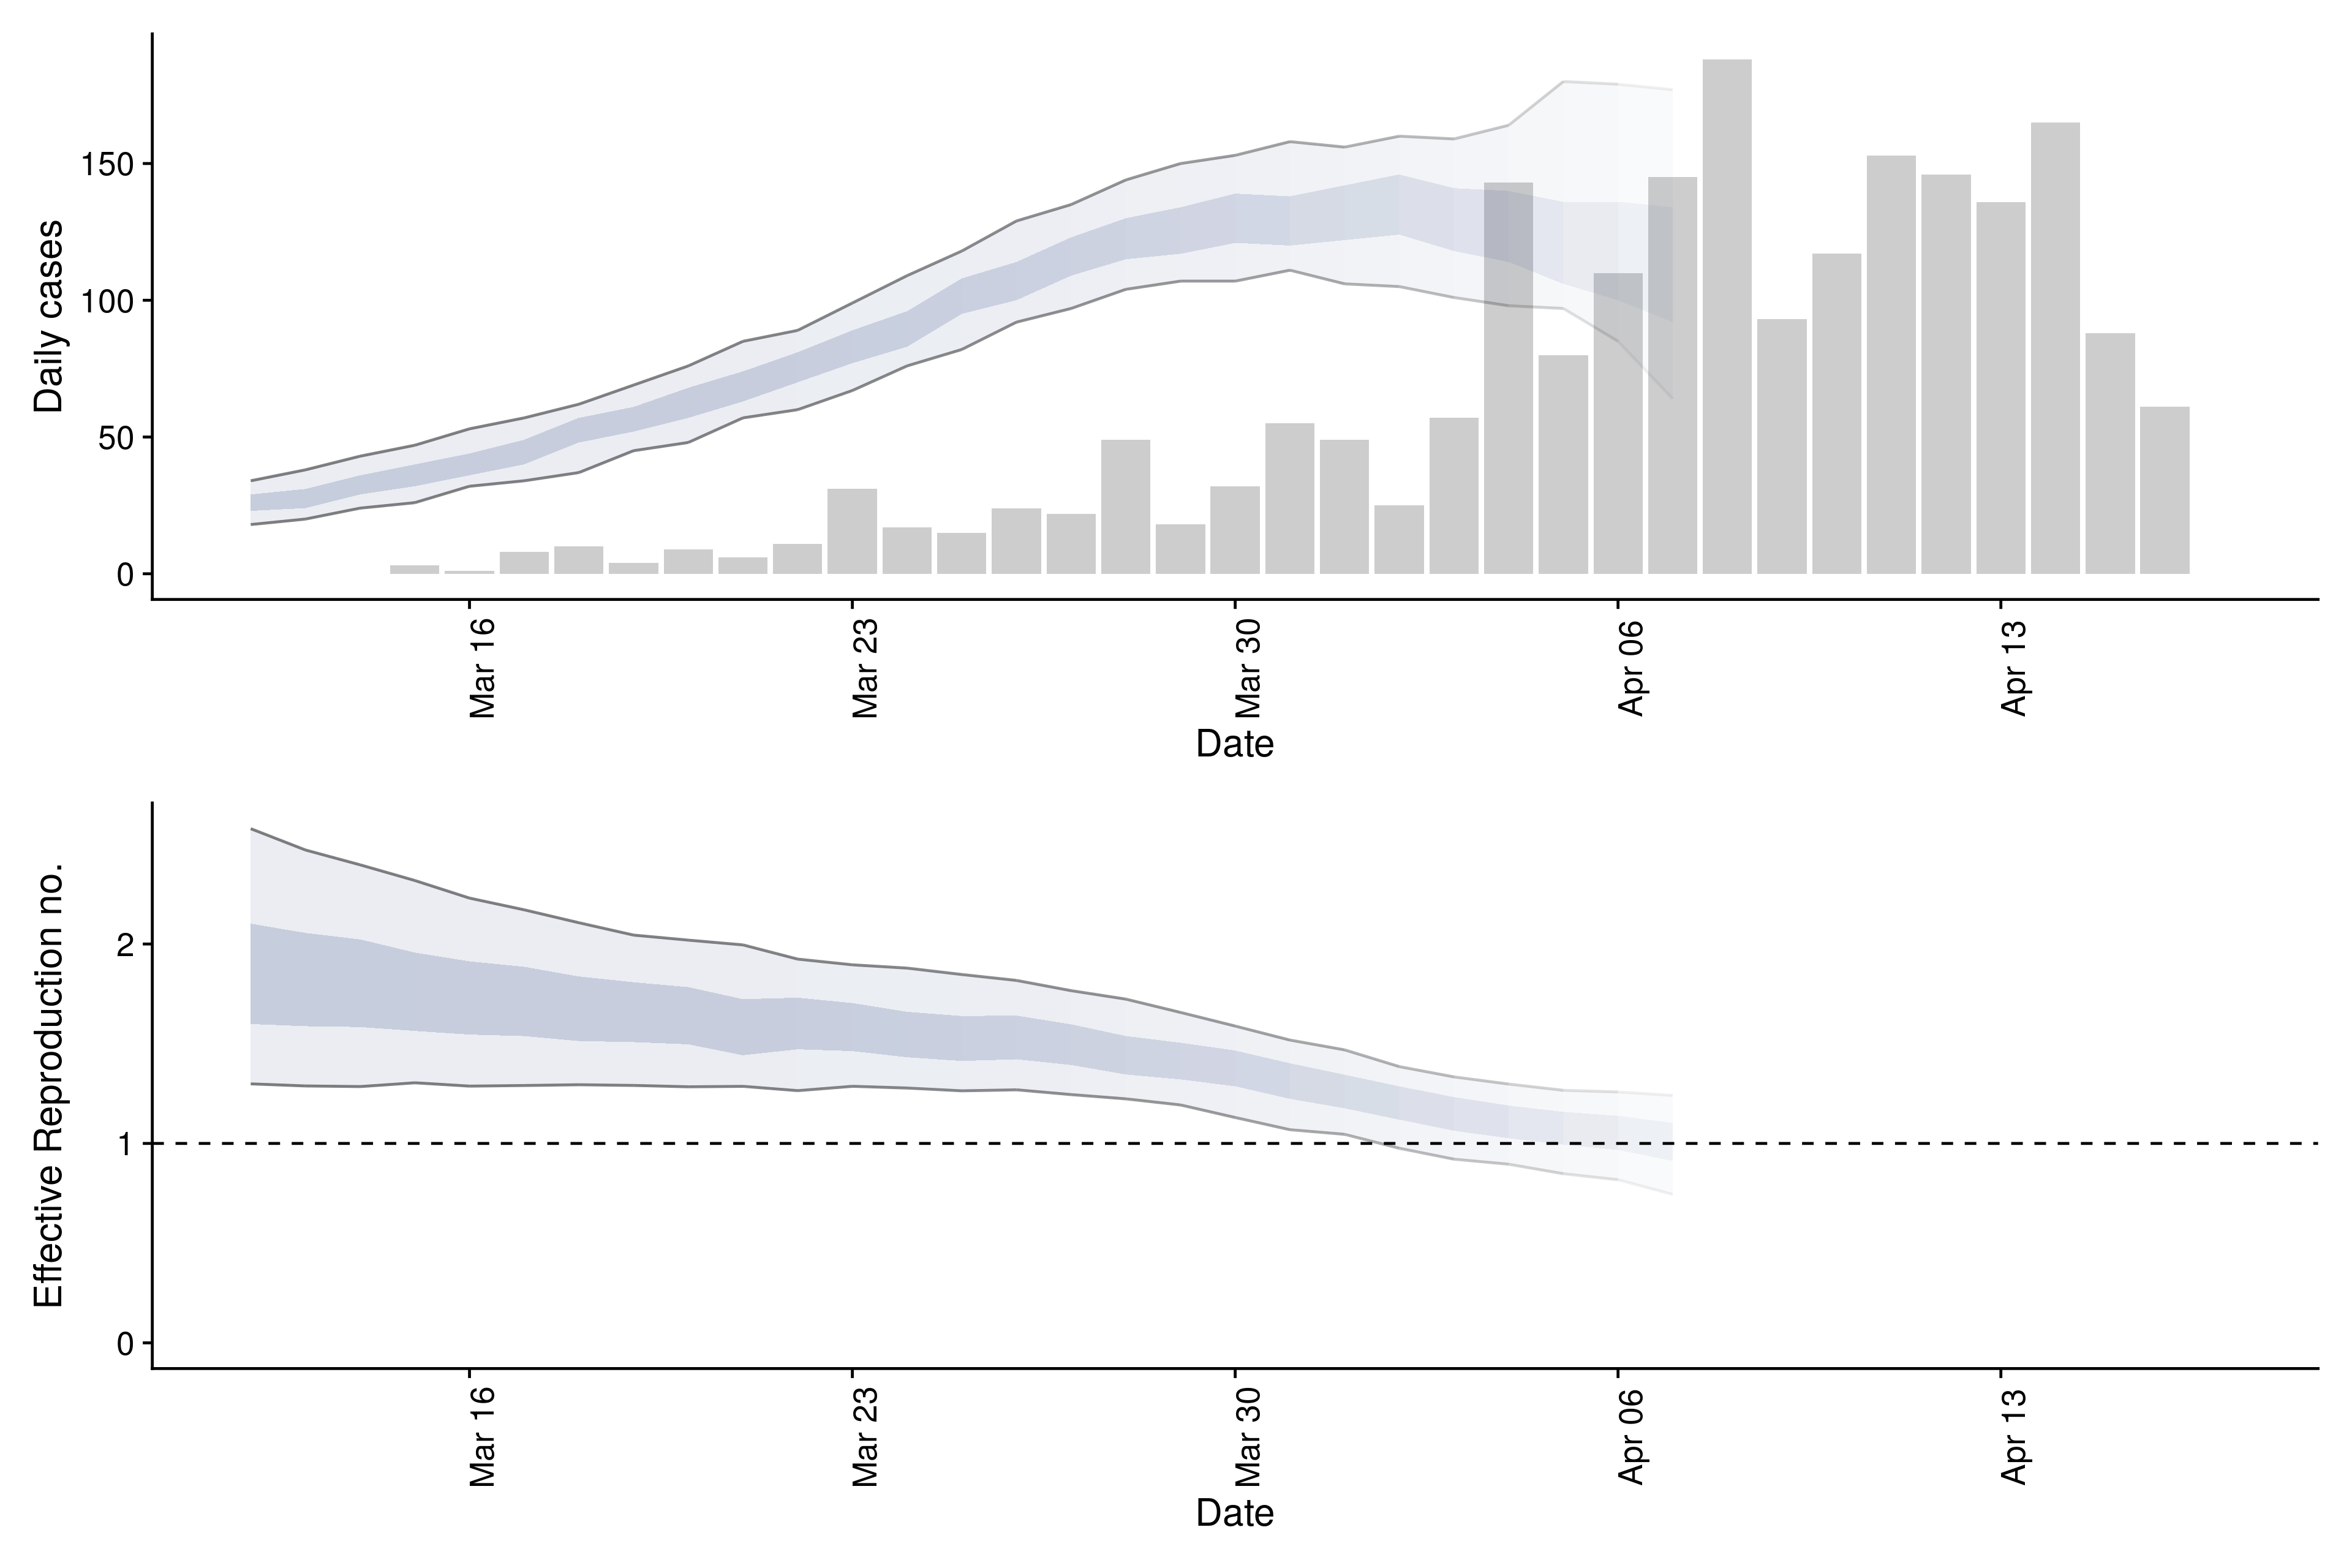 Daily cases
150
100
50
0
Mar 16
Mar 23
Mar 30
Apr 06
Apr 13
Date
Effective Reproduction no.
2
1
0
Mar 16
Mar 23
Mar 30
Apr 06
Apr 13
Date